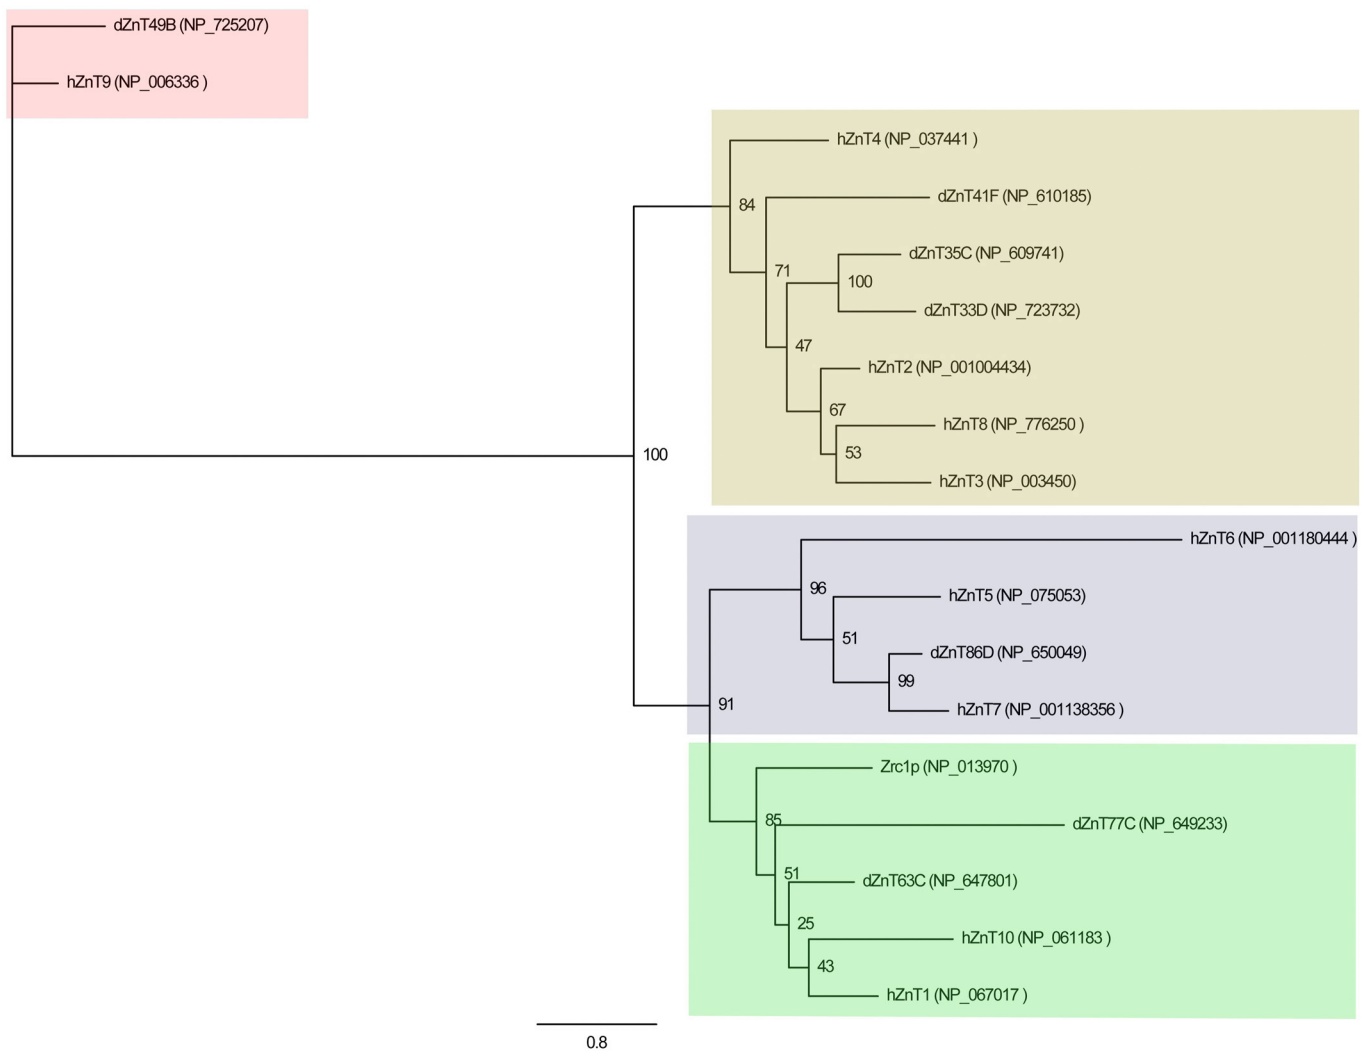 dZnT49B (NP_725207)
hZnT9 (NP_006336 )
hZnT4 (NP_037441 )
dZnT41F (NP_610185)
84
dZnT35C (NP_609741)
71
100
dZnT33D (NP_723732)
47
hZnT2 (NP_001004434)
67
hZnT8 (NP_776250 )
53
100
hZnT3 (NP_003450)
hZnT6 (NP_001180444 )
96
hZnT5 (NP_075053)
51
dZnT86D (NP_650049)
99
91
hZnT7 (NP_001138356 )
Zrc1p (NP_013970 )
85
dZnT77C (NP_649233)
51
dZnT63C (NP_647801)
25
hZnT10 (NP_061183 )
43
hZnT1 (NP_067017 )
0.8